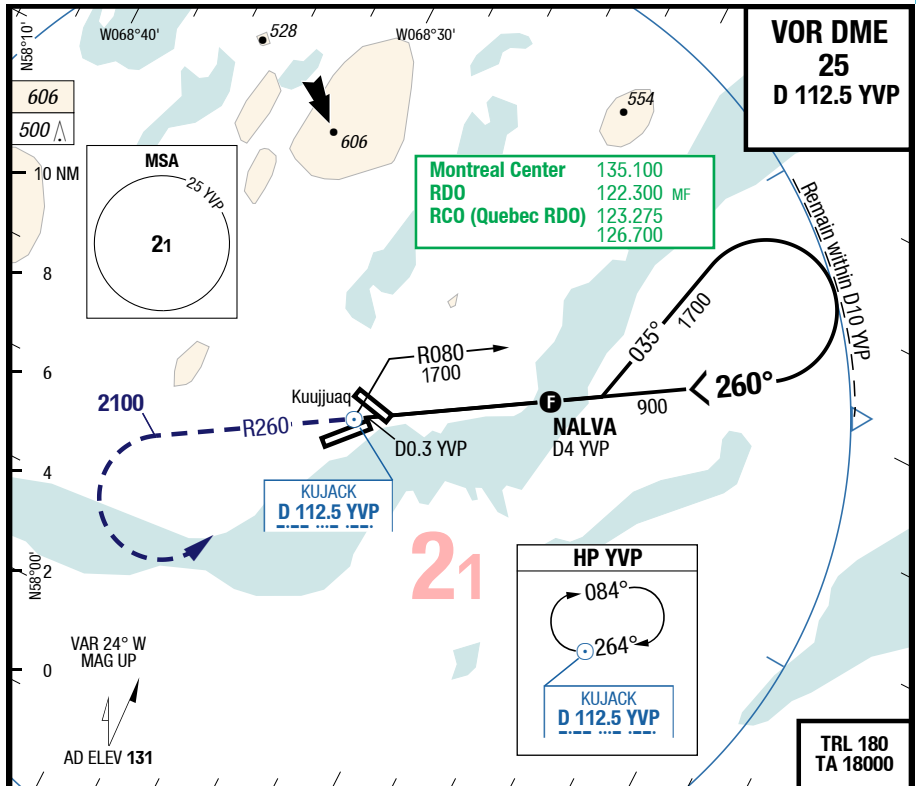 N58°10'
W068°40'
528
W068°30'
VOR DME
25
D 112.5 YVP
606
500
554
606
10 NM
MSA
25 YVP
21
Montreal Center 135.100
RDO 122.300 MF
RCO (Quebec RDO) 123.275
126.700
Remain within D10 YVP
8
035°
1700
6
R080
1700
Kuujjuaq
2100
R260
260°
900
NALVA
D4 YVP
F
D0.3 YVP
4
KUJACK
D 112.5 YVP
21
HP YVP
084°
264°
KUJACK
D 112.5 YVP
2
N58°00'
VAR 24° W
MAG UP
0
AD ELEV 131
TRL 180
TA 18000